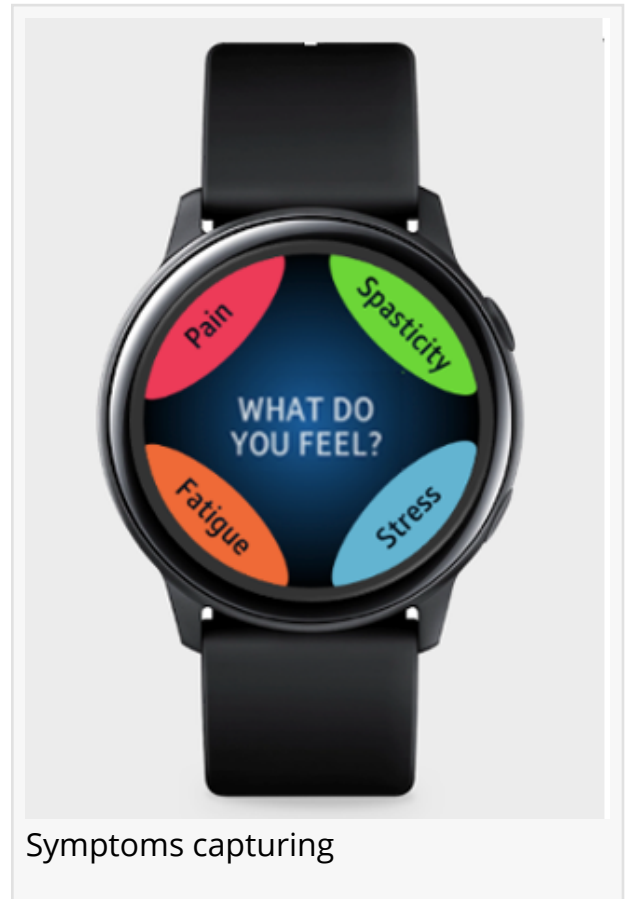 Pain
Spasticity
WHAT DO
YOU FEEL?
Fatigue
Stress
Symptoms capturing